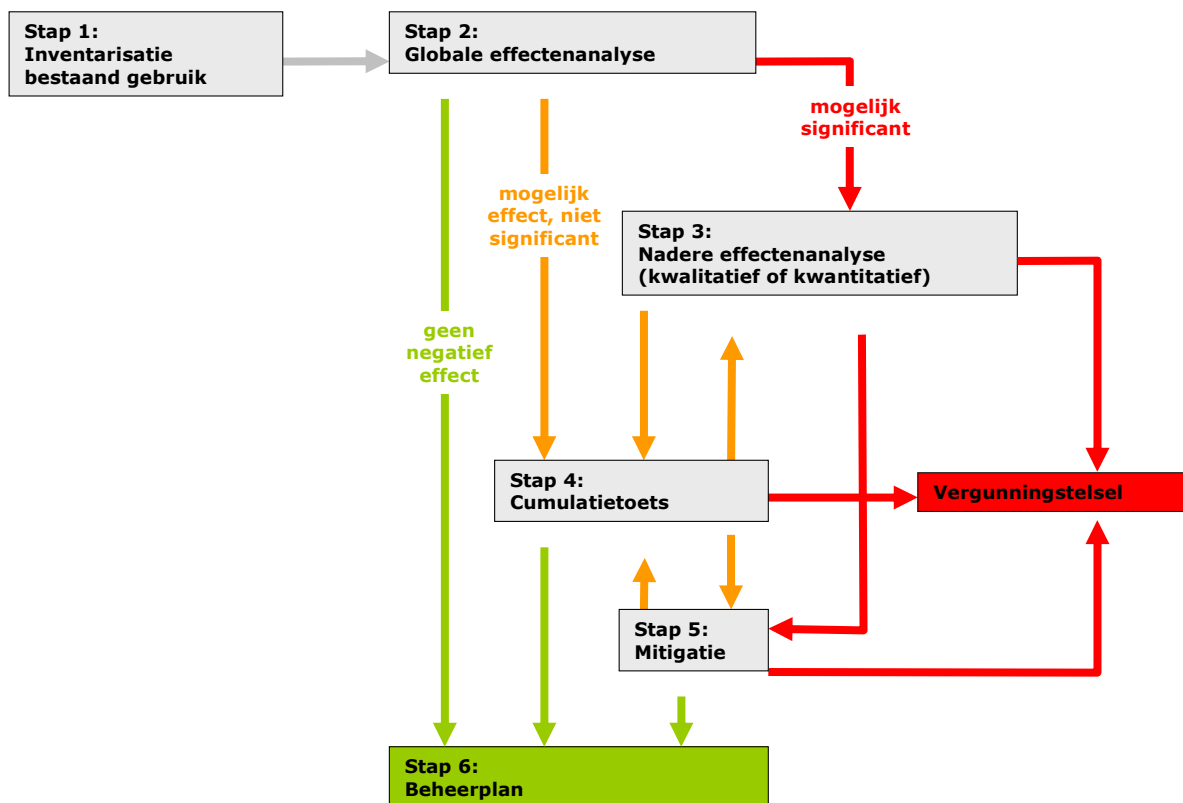 Stap 1:
Inventarisatie
bestaand gebruik
Stap 2:
Globale effectenanalyse
mogelijk
significant
mogelijk
effect, niet
significant
Stap 3:
Nadere effectenanalyse
(kwalitatief of kwantitatief)
geen
negatief
effect
Stap 4:
Cumulatietoets
Vergunningstelsel
Stap 5:
Mitigatie
Stap 6:
Beheerplan